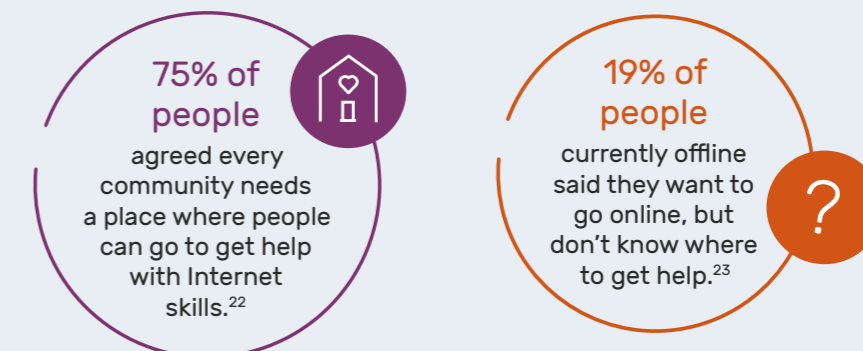 75% of
people
agreed every
community needs
a place where people
can go to get help
with Internet
skills.22
19% of
people
currently offline
said they want to
go online, but
don’t know where
to get help.23
?